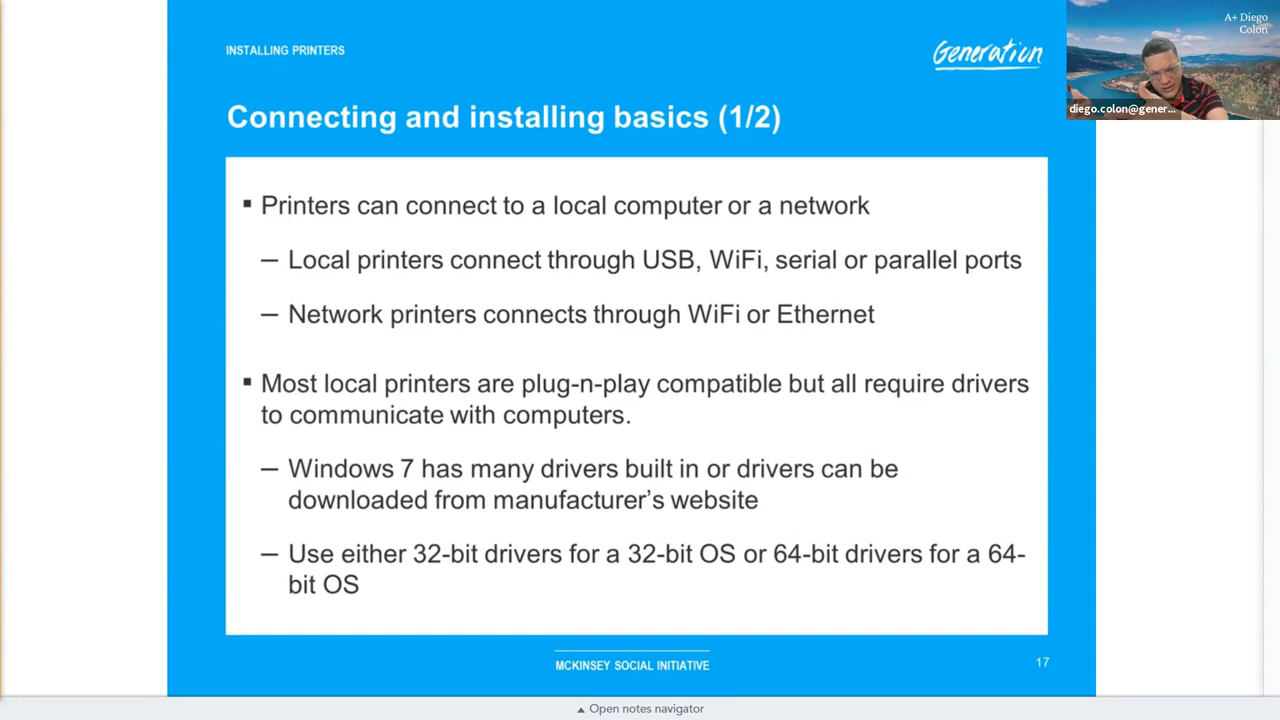 INSTALLING PRINTERS
Generation
A+ Diego
Colon
diego.colon@gener...
Connecting and installing basics (1/2)
▪ Printers can connect to a local computer or a network
– Local printers connect through USB, WiFi, serial or parallel ports
– Network printers connects through WiFi or Ethernet
▪ Most local printers are plug-n-play compatible but all require drivers
to communicate with computers.
– Windows 7 has many drivers built in or drivers can be
downloaded from manufacturer’s website
– Use either 32-bit drivers for a 32-bit OS or 64-bit drivers for a 64-
bit OS
MCKINSEY SOCIAL INITIATIVE
17
▲ Open notes navigator